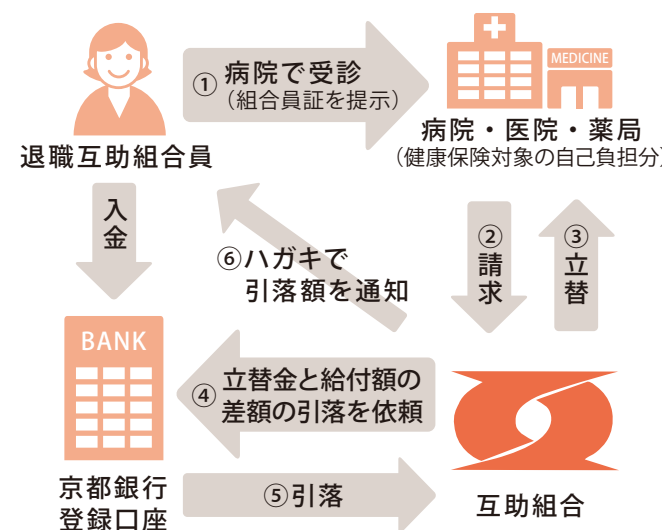 ① 病院で受診
（組合員証を提示）
MEDICINE
退職互助組合員
病院・医院・薬局
（健康保険対象の自己負担分）
入金
⑥ハガキで
引落額を通知
②請求
③立替
BANK
④ 立替金と給付額の
差額の引落を依頼
京都銀行
登録口座
⑤引落
互助組合